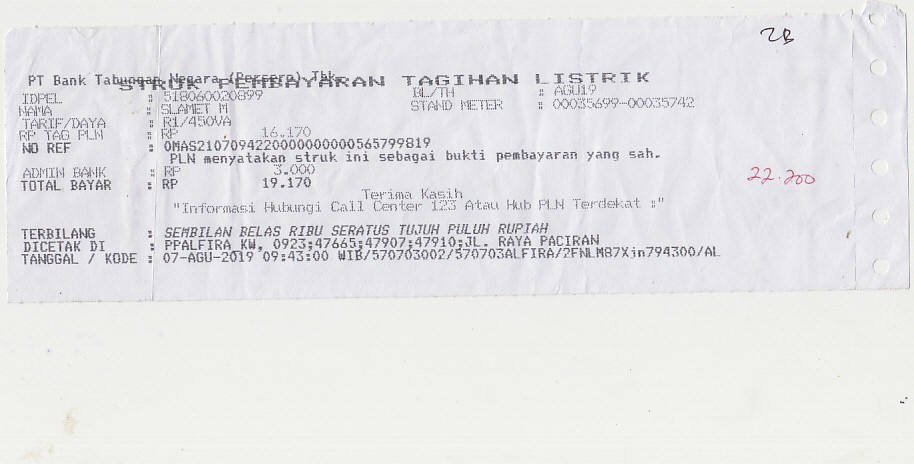 2B
PT Bank Tabungan Negara (Persero) Tbk
STRUK PEMBAYARAN TAGIHAN LISTRIK
IDPEL : 518060020899 BL/TH : AGU19
NAMA : SLAMET M STAND METER : 00035699-00035742
TARIF/DAYA : R1/450VA
RP TAG PLN : RP 16.170
NO REF : 0MAS21070942200000000000565799819
PLN menyatakan struk ini sebagai bukti pembayaran yang sah.
ADMIN BANK : RP 3.000
TOTAL BAYAR : RP 19.170
22.200
Terima Kasih
"Informasi Hubungi Call Center 123 Atau Hub PLN Terdekat :"
TERBILANG : SEMBILAN BELAS RIBU SERATUS TUJUH PULUH RUPIAH
DICETAK DI : PPALFIRA KW, 0923;47665;47907;47910;JL. RAYA PACIRAN
TANGGAL / KODE : 07-AGU-2019 09:43:00 WIB/570703002/570703ALFIRA/2FNLM87Xjn794300/AL